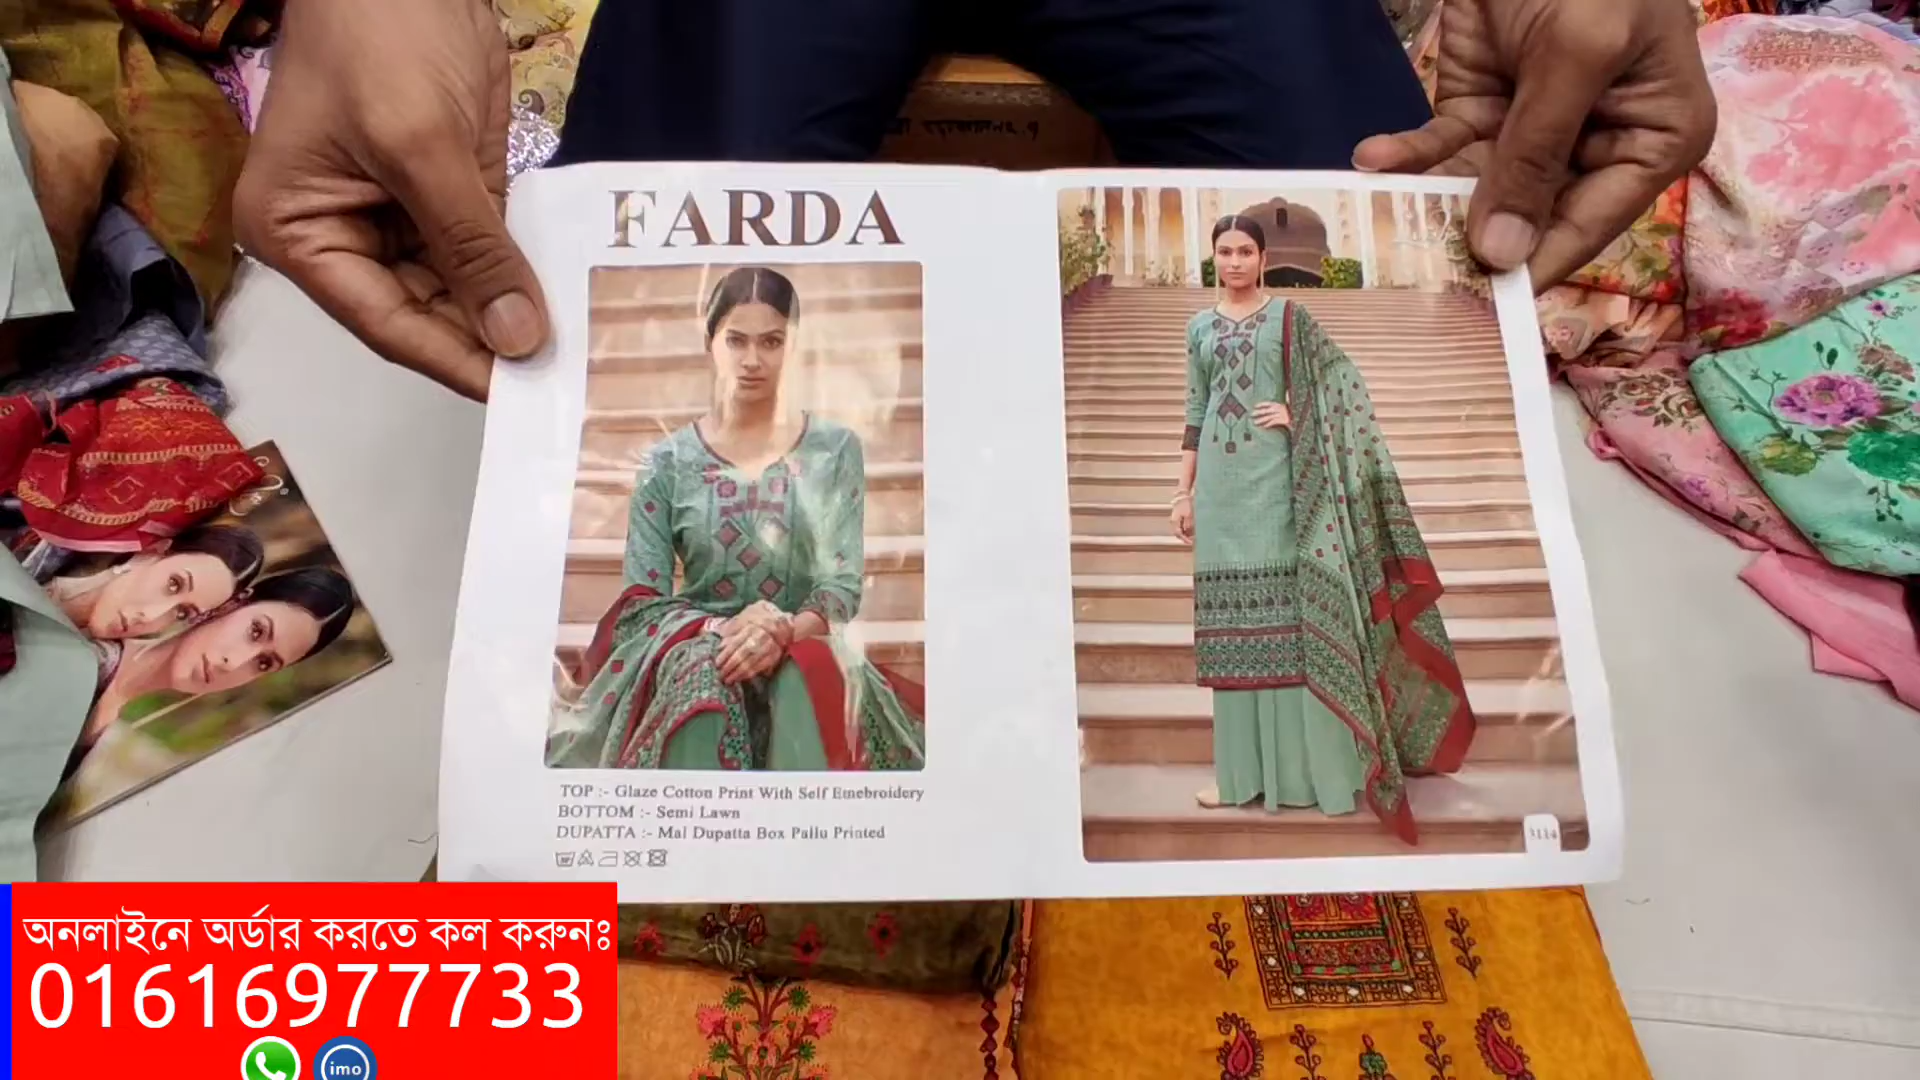 FARDA
TOP :- Glaze Cotton Print With Self Emebroidery
BOTTOM :- Semi Lawn
DUPATTA :- Mal Dupatta Box Pallu Printed
অনলাইনে অর্ডার করতে কল করুনঃ
01616977733
imo